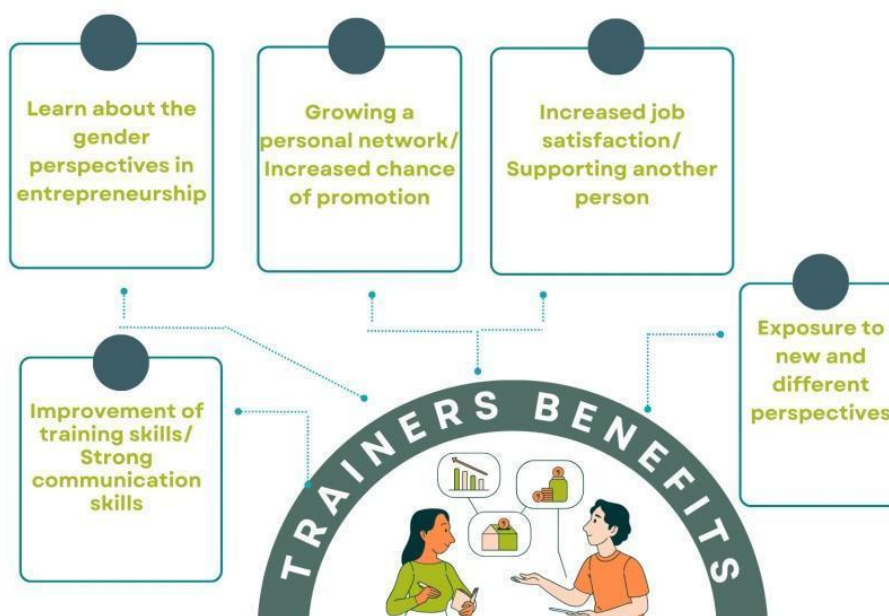 Learn about the
gender
perspectives in
entrepreneurship
Growing a
personal network/
Increased chance
of promotion
Increased job
satisfaction/
Supporting another
person
Exposure to
new and
different
perspectives
Improvement of
training skills/
Strong
communication
skills
TRAINERS BENEFITS